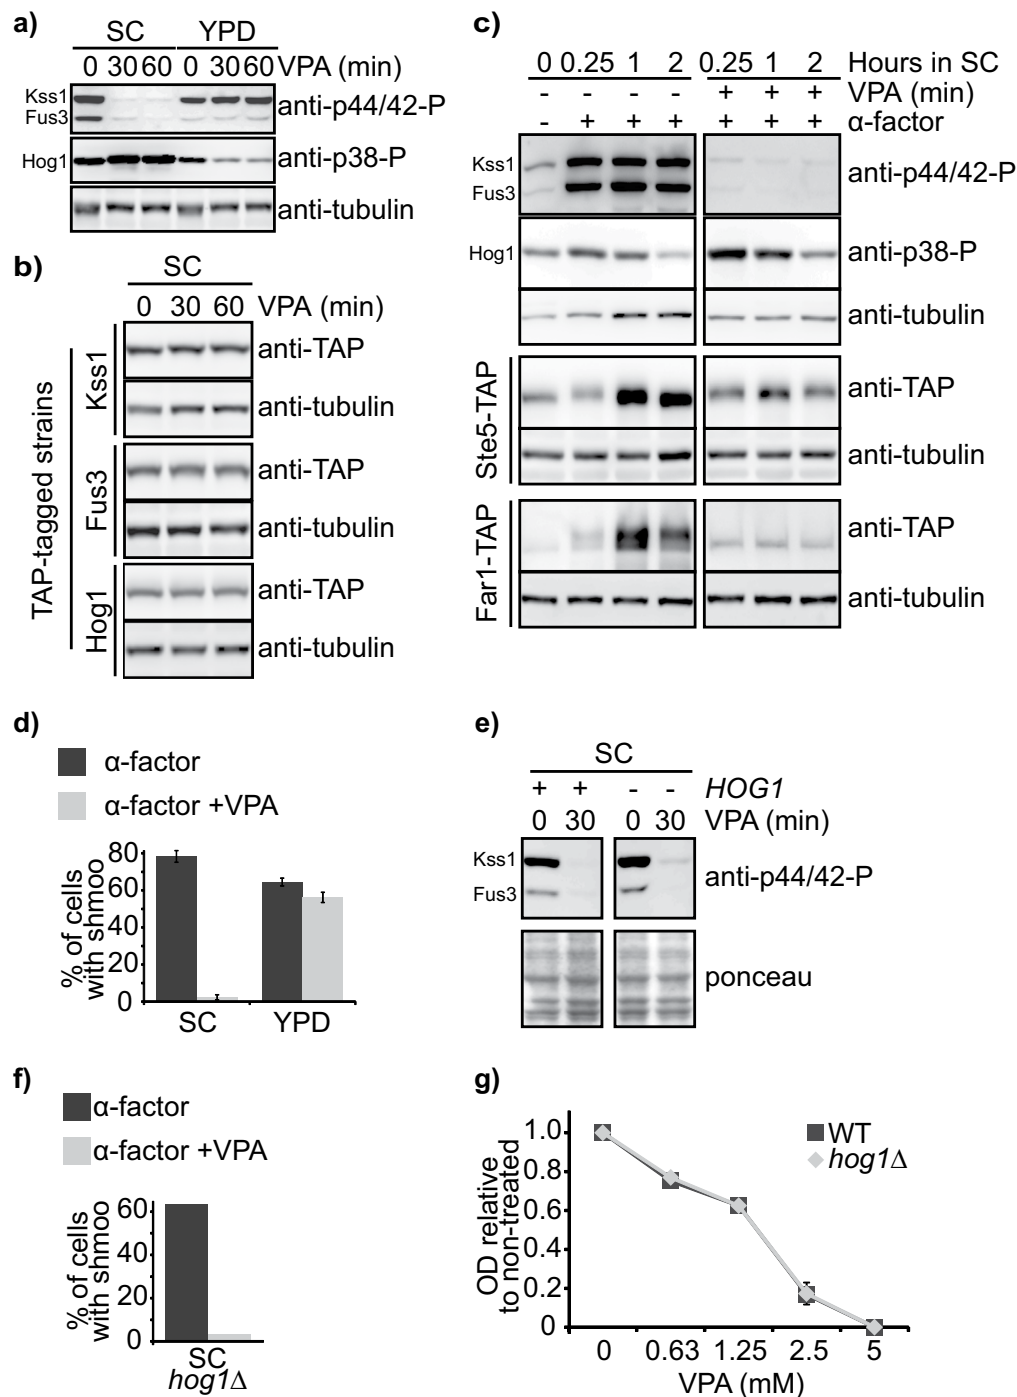 a)
SC YPD
0 30 60 0 30 60 VPA (min)
Kss1
Fus3
anti-p44/42-P
Hog1
anti-p38-P
anti-tubulin
b)
SC
0 30 60 VPA (min)
TAP-tagged strains
Kss1
anti-TAP
anti-tubulin
Fus3
anti-TAP
anti-tubulin
Hog1
anti-TAP
anti-tubulin
c)
0 0.25 1 2 0.25 1 2 Hours in SC
- - - - + + + VPA (min)
- + + + + + + α-factor
Kss1
Fus3
anti-p44/42-P
Hog1
anti-p38-P
anti-tubulin
Ste5-TAP
anti-TAP
anti-tubulin
Far1-TAP
anti-TAP
anti-tubulin
d)
α-factor
α-factor +VPA
% of cells
with shmoo
80
60
40
20
0
SC YPD
e)
SC
+ + - - HOG1
0 30 0 30 VPA (min)
Kss1
Fus3
anti-p44/42-P
ponceau
f)
α-factor
α-factor +VPA
% of cells
with shmoo
60
40
20
0
SC
hog1Δ
g)
WT
hog1Δ
OD relative
to non-treated
1.0
0.8
0.6
0.4
0.2
0
0 0.63 1.25 2.5 5
VPA (mM)